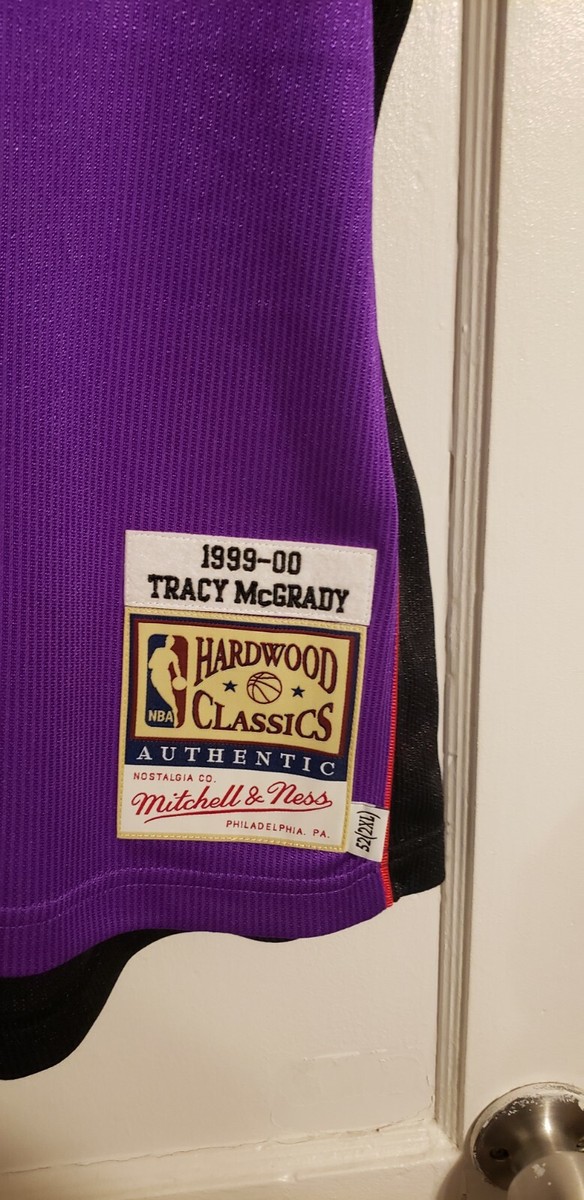 1999-00
TRACY McGRADY
HARDWOOD
NBA
CLASSICS
AUTHENTIC
NOSTALGIA CO.
Mitchell & Ness
PHILADELPHIA. PA.
52(2XL)